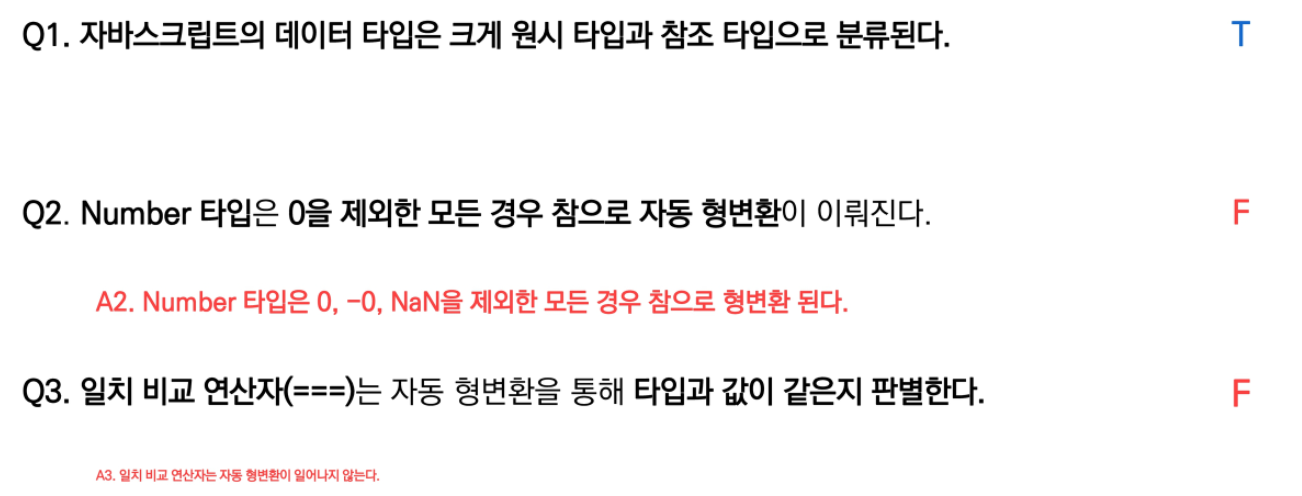 Q1. 자바스크립트의 데이터 타입은 크게 원시 타입과 참조 타입으로 분류된다. T
Q2. Number 타입은 0을 제외한 모든 경우 참으로 자동 형변환이 이뤄진다. F
A2. Number 타입은 0, -0, NaN을 제외한 모든 경우 참으로 형변환 된다.
Q3. 일치 비교 연산자(===)는 자동 형변환을 통해 타입과 값이 같은지 판별한다. F
A3. 일치 비교 연산자는 자동 형변환이 일어나지 않는다.